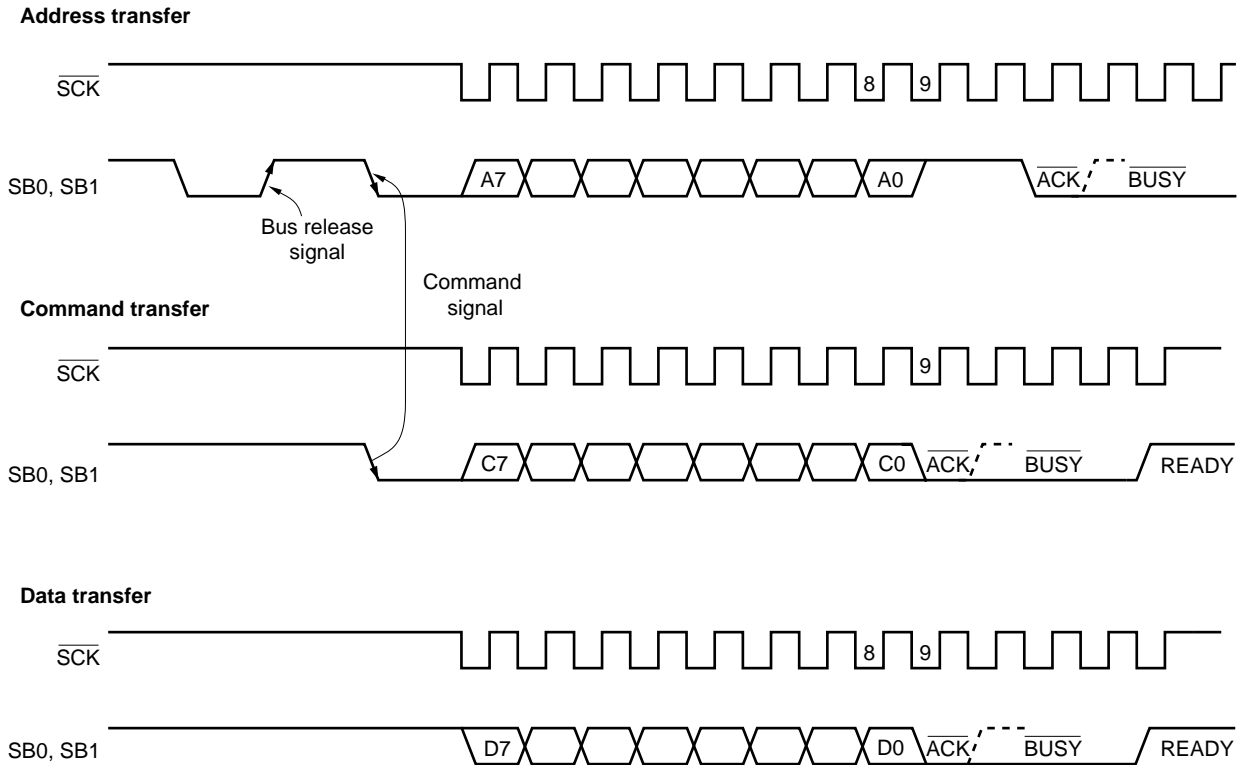 Address transfer
SCK
8 9
SB0, SB1
A7 A0 ACK BUSY
Bus release
signal
Command
signal
Command transfer
SCK
9
SB0, SB1
C7 C0 ACK BUSY READY
Data transfer
SCK
8 9
SB0, SB1
D7 D0 ACK BUSY READY